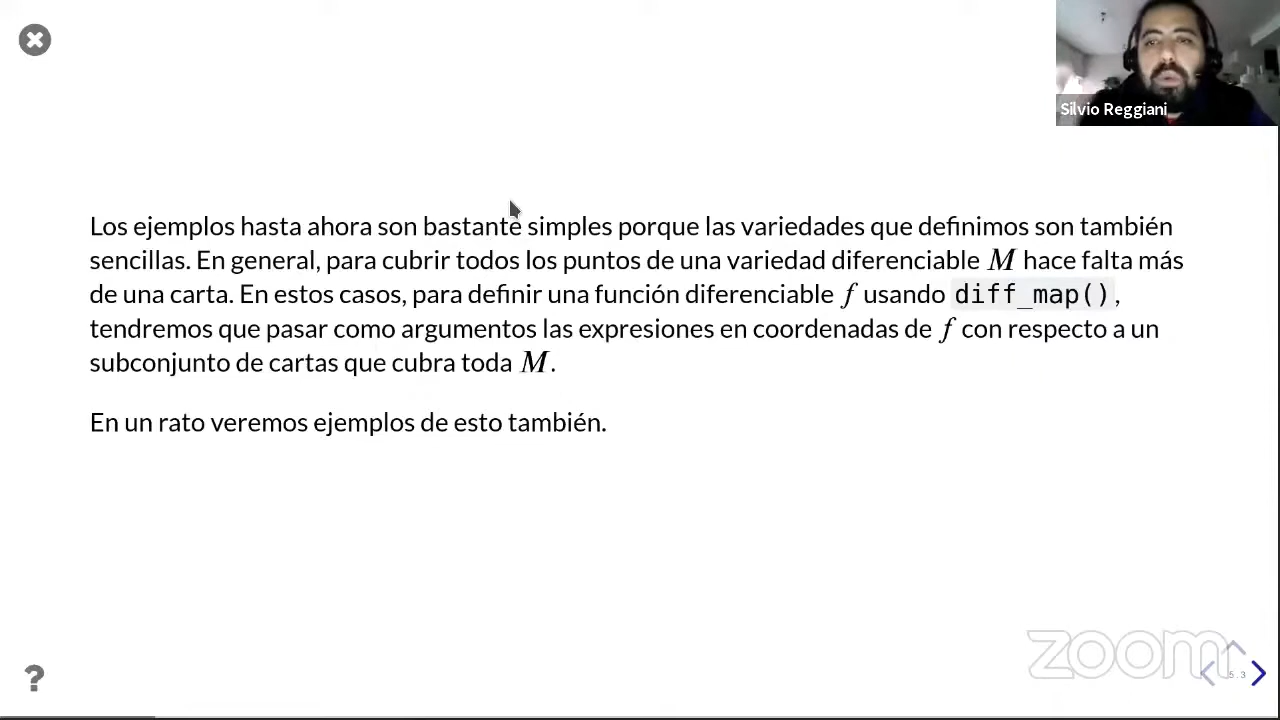 Silvio Reggiani
Los ejemplos hasta ahora son bastante simples porque las variedades que definimos son también
sencillas. En general, para cubrir todos los puntos de una variedad diferenciable M hace falta más
de una carta. En estos casos, para definir una función diferenciable f usando diff_map(),
tendremos que pasar como argumentos las expresiones en coordenadas de f con respecto a un
subconjunto de cartas que cubra toda M.
En un rato veremos ejemplos de esto también.
zoom
?
5.3